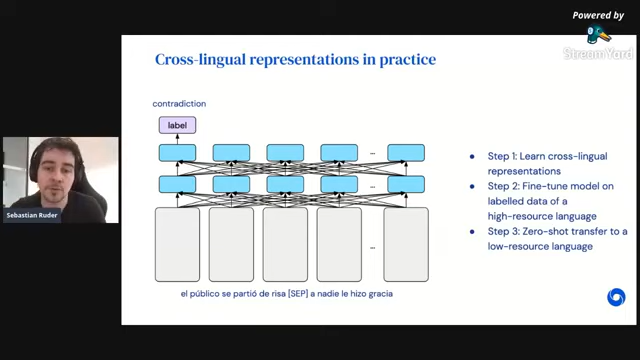 Powered by
StreamYard
Cross-lingual representations in practice
contradiction
label
...
...
...
el público se partió de risa [SEP] a nadie le hizo gracia
● Step 1: Learn cross-lingual
representations
● Step 2: Fine-tune model on
labelled data of a
high-resource language
● Step 3: Zero-shot transfer to a
low-resource language
Sebastian Ruder